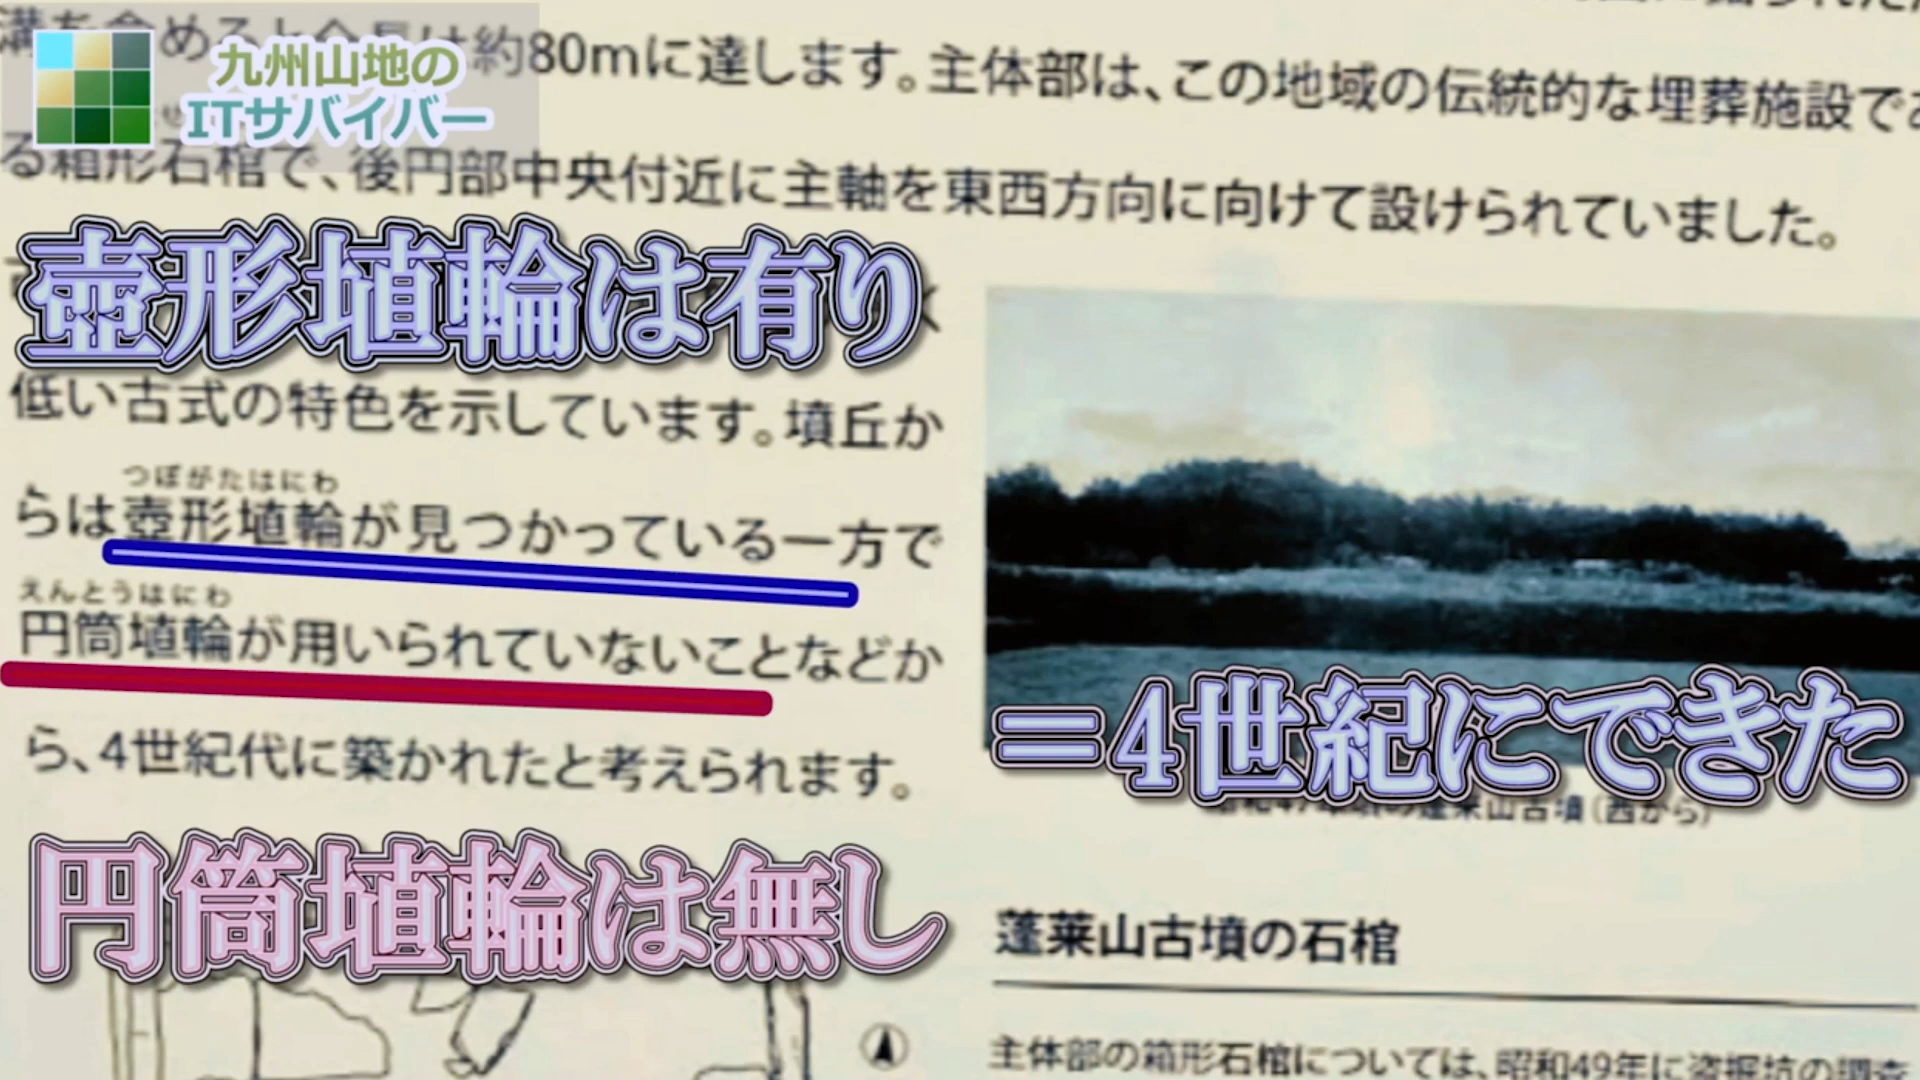 九州山地の
ITサバイバー
約80mに達します。主体部は、この地域の伝統的な埋葬施設で
る箱形石棺で、後円部中央付近に主軸を東西方向に向けて設けられていました。
壺形埴輪は有り
低い古式の特色を示しています。墳丘か
つぼがたはにわ
らは壺形埴輪が見つかっている一方で
えんとうはにわ
円筒埴輪が用いられていないことなどか
ら、4世紀代に築かれたと考えられます。
円筒埴輪は無し
=4世紀にできた
蓬莱山古墳(西から)
蓬莱山古墳の石棺
主体部の箱形石棺については、昭和49年に盗掘坑の調査